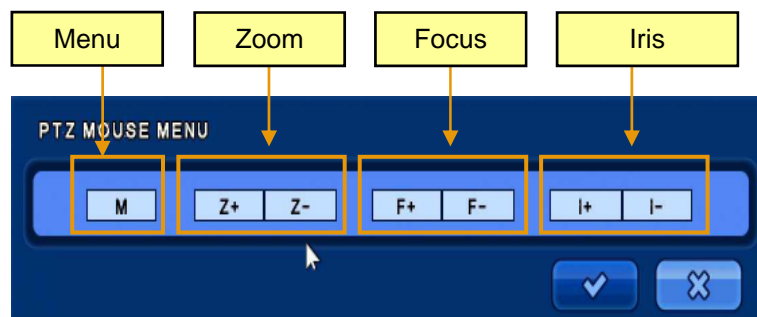 Menu Zoom Focus Iris
PTZ MOUSE MENU
M Z+ Z- F+ F- I+ I-